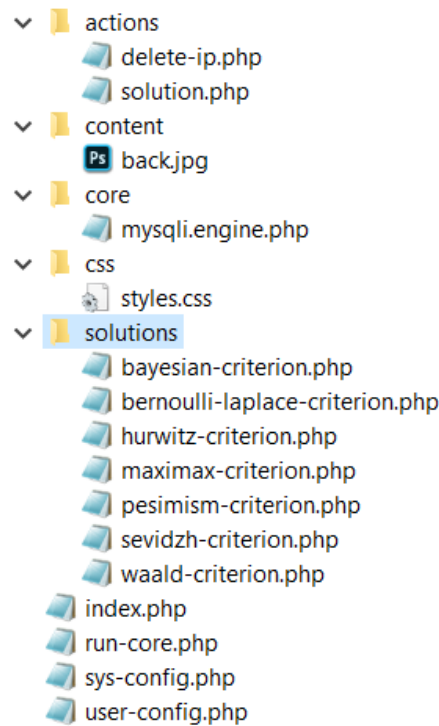 actions
delete-ip.php
solution.php
content
Ps back.jpg
core
mysqli.engine.php
css
styles.css
solutions
bayesian-criterion.php
bernoulli-laplace-criterion.php
hurwitz-criterion.php
maximax-criterion.php
pesimism-criterion.php
sevidzh-criterion.php
waald-criterion.php
index.php
run-core.php
sys-config.php
user-config.php